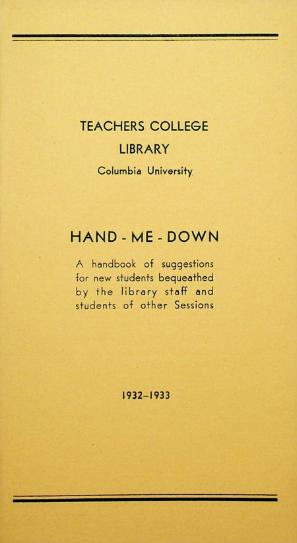 TEACHERS COLLEGE
LIBRARY
Columbia University
HAND - ME - DOWN
A handbook of suggestions
for new students bequeathed
by the library staff and
students of other Sessions
1932–1933